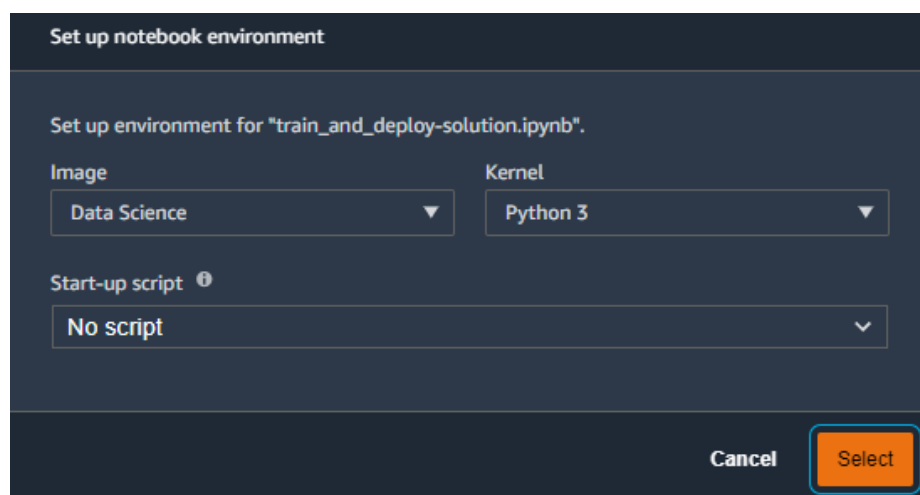 Set up notebook environment
Set up environment for "train_and_deploy-solution.ipynb".
Image
Kernel
Data Science
Python 3
Start-up script
No script
Cancel
Select